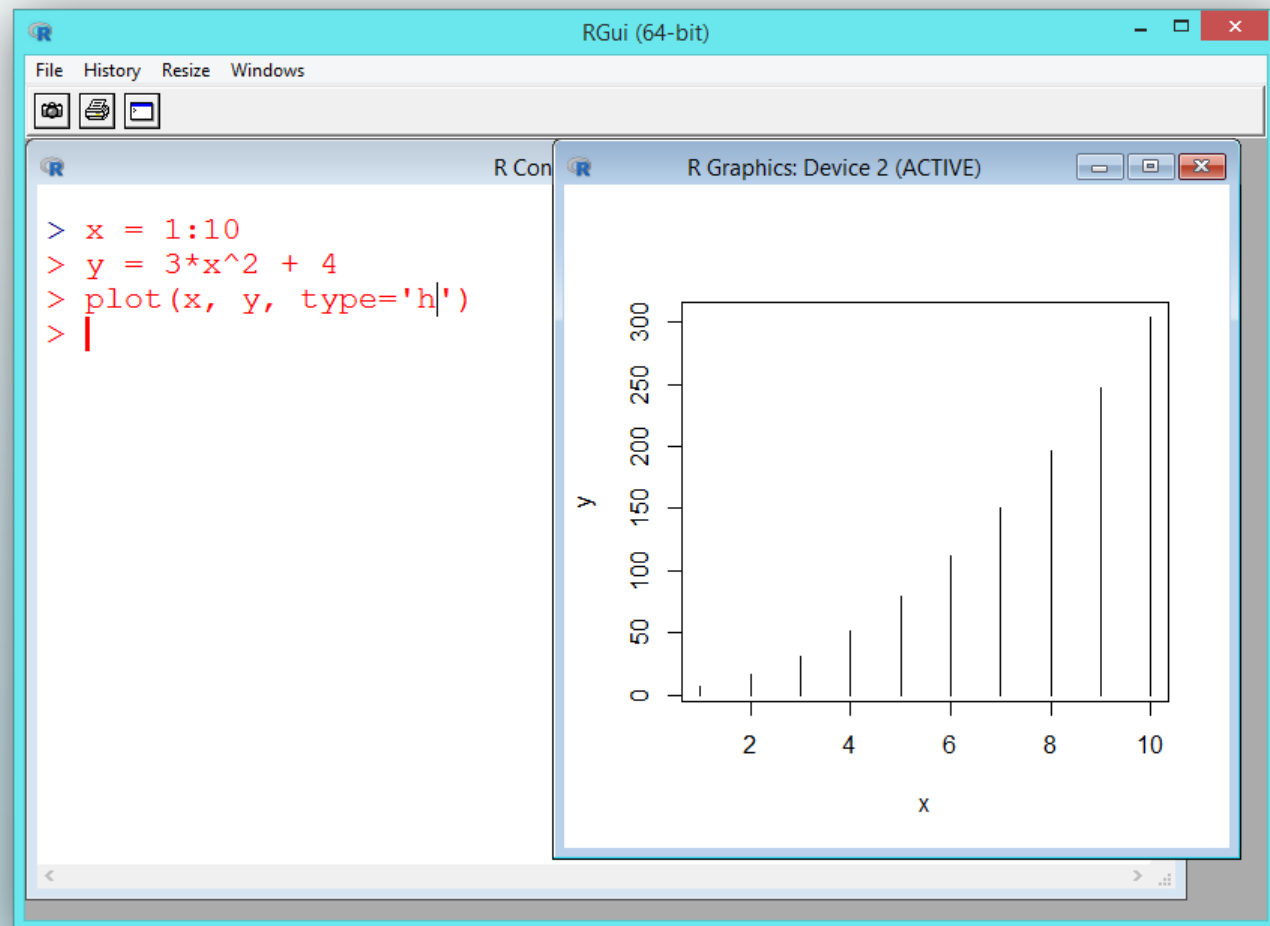 RGui (64-bit)
File History Resize Windows
R Con
> x = 1:10
> y = 3*x^2 + 4
> plot(x, y, type='h')
>
R Graphics: Device 2 (ACTIVE)
300
250
200
150
100
50
0
y
2 4 6 8 10
x